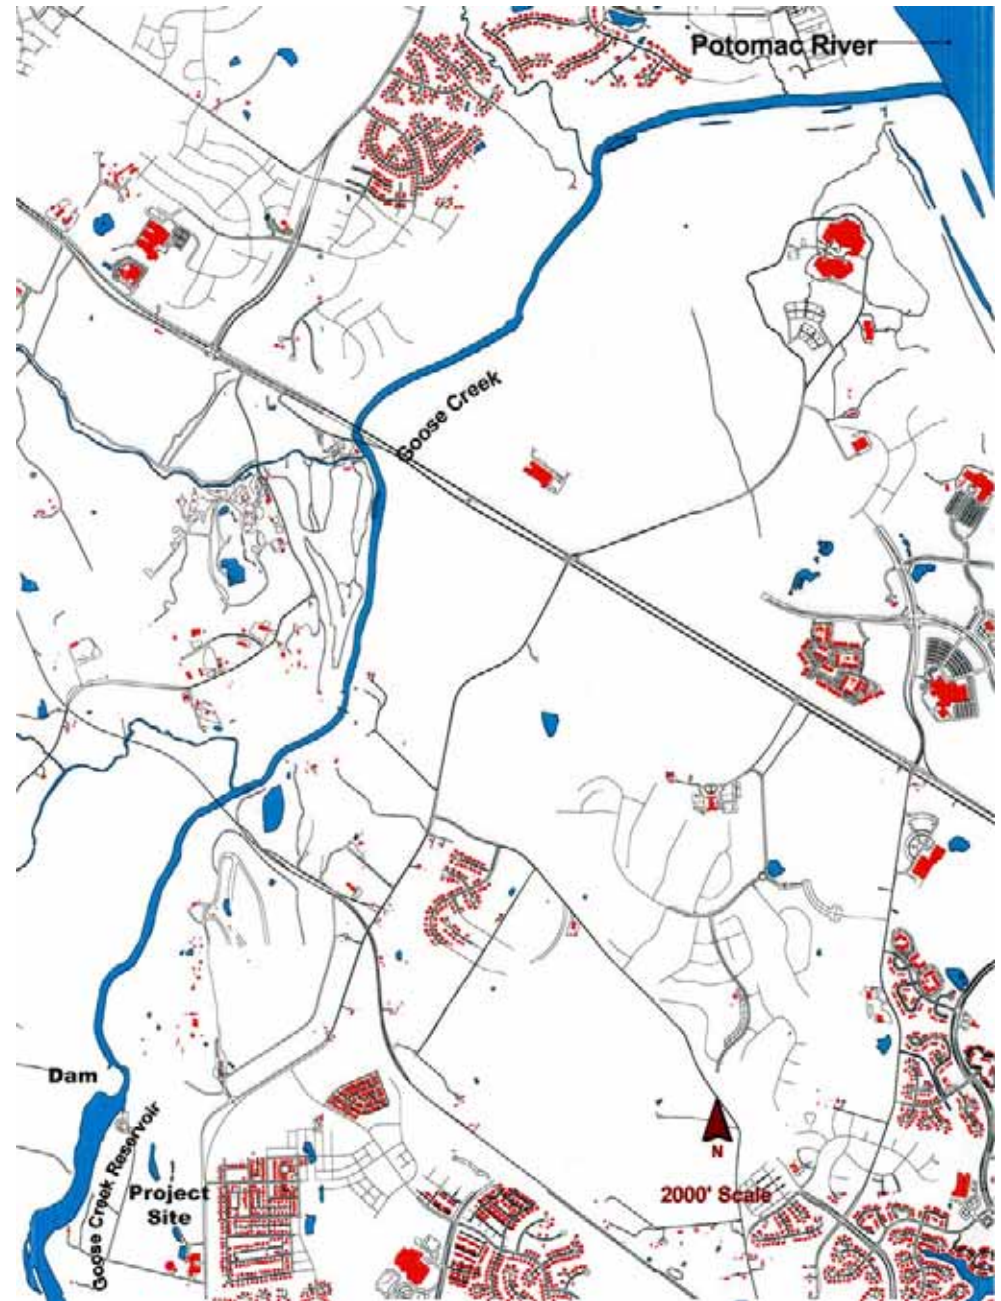 Potomac River
Goose Creek
Dam
Goose Creek Reservoir
Project
Site
N
2000' Scale